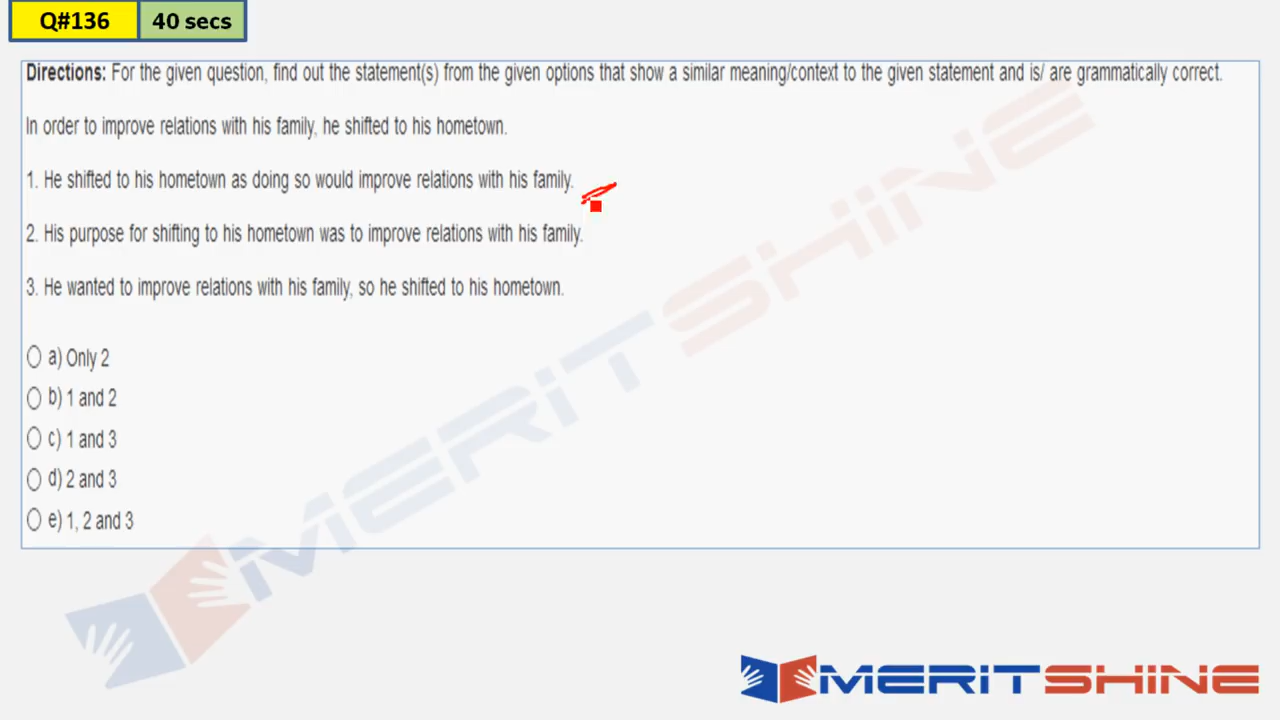 Q#136 40 secs
Directions: For the given question, find out the statement(s) from the given options that show a similar meaning/context to the given statement and is/ are grammatically correct.
In order to improve relations with his family, he shifted to his hometown.
1. He shifted to his hometown as doing so would improve relations with his family.
2. His purpose for shifting to his hometown was to improve relations with his family.
3. He wanted to improve relations with his family, so he shifted to his hometown.
a) Only 2
b) 1 and 2
c) 1 and 3
d) 2 and 3
e) 1, 2 and 3
MERiTSHINE
MERiTSHINE